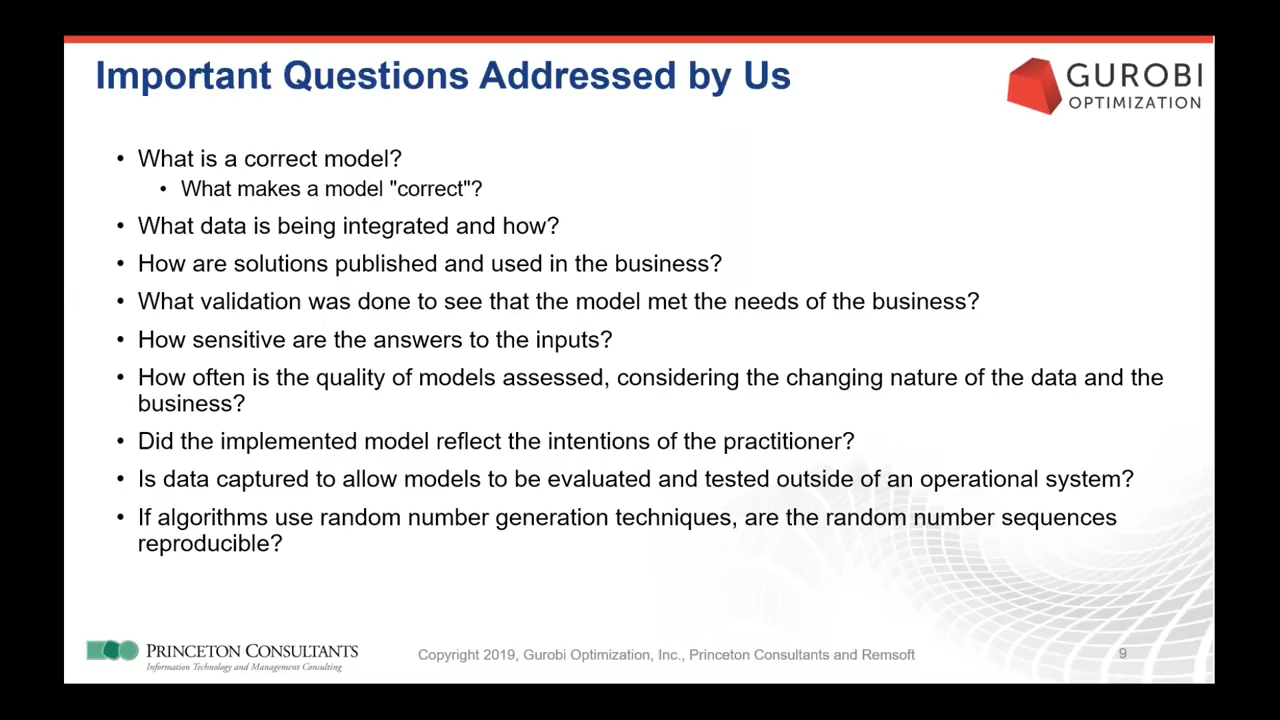 Important Questions Addressed by Us
GUROBI
OPTIMIZATION
• What is a correct model?
• What makes a model "correct"?
• What data is being integrated and how?
• How are solutions published and used in the business?
• What validation was done to see that the model met the needs of the business?
• How sensitive are the answers to the inputs?
• How often is the quality of models assessed, considering the changing nature of the data and the
business?
• Did the implemented model reflect the intentions of the practitioner?
• Is data captured to allow models to be evaluated and tested outside of an operational system?
• If algorithms use random number generation techniques, are the random number sequences
reproducible?
PRINCETON CONSULTANTS
Information Technology and Management Consulting
Copyright 2019, Gurobi Optimization, Inc., Princeton Consultants and Remsoft
9